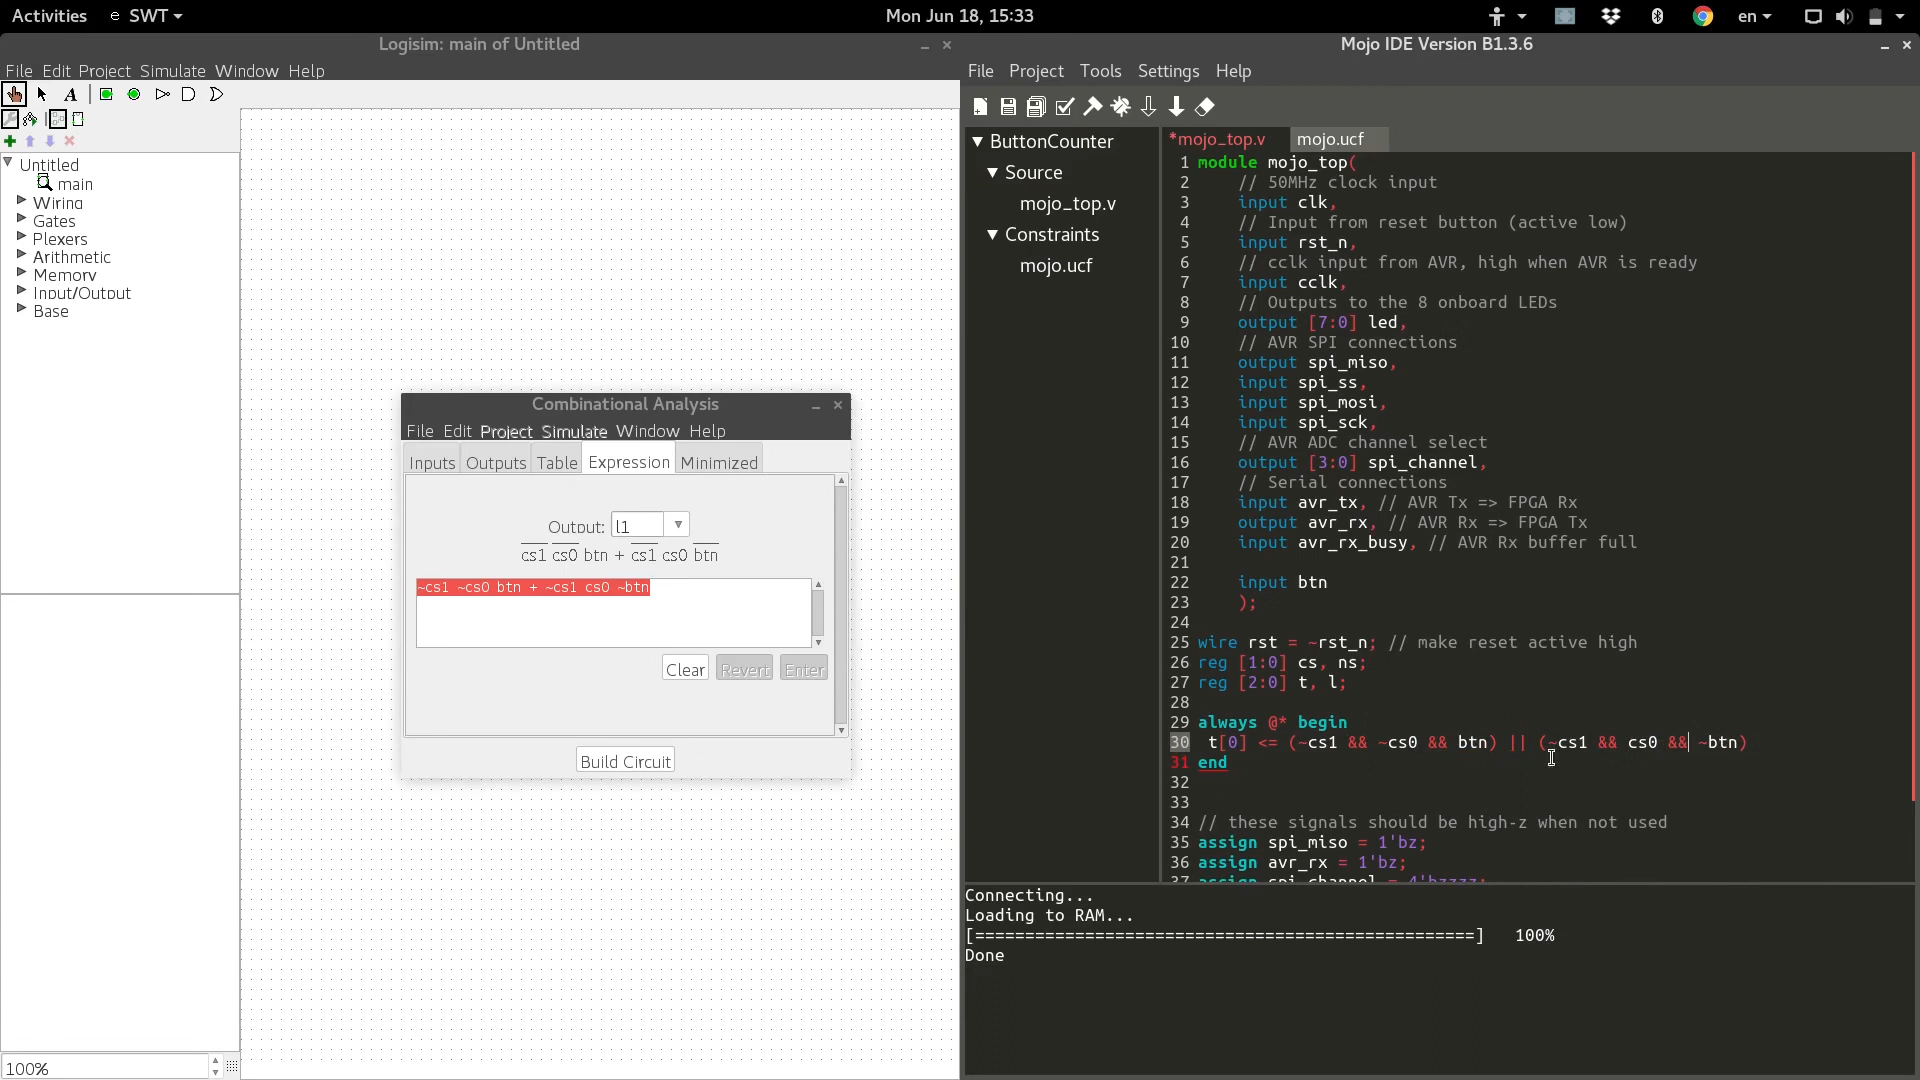 Activities
SWT
Mon Jun 18, 15:33
en
Logisim: main of Untitled
File Edit Project Simulate Window Help
A
Untitled
main
Wiring
Gates
Plexers
Arithmetic
Memory
Input/Output
Base
100%
Combinational Analysis
File Edit Project Simulate Window Help
Inputs Outputs Table Expression Minimized
Output: l1
cs1 cs0 btn + cs1 cs0 btn
~cs1 ~cs0 btn + ~cs1 cs0 ~btn
Clear Revert Enter
Build Circuit
Mojo IDE Version B1.3.6
File Project Tools Settings Help
ButtonCounter
Source
mojo_top.v
Constraints
mojo.ucf
*mojo_top.v mojo.ucf
1 module mojo_top(
2 // 50MHz clock input
3 input clk,
4 // Input from reset button (active low)
5 input rst_n,
6 // cclk input from AVR, high when AVR is ready
7 input cclk,
8 // Outputs to the 8 onboard LEDs
9 output [7:0] led,
10 // AVR SPI connections
11 output spi_miso,
12 input spi_ss,
13 input spi_mosi,
14 input spi_sck,
15 // AVR ADC channel select
16 output [3:0] spi_channel,
17 // Serial connections
18 input avr_tx, // AVR Tx => FPGA Rx
19 output avr_rx, // AVR Rx => FPGA Tx
20 input avr_rx_busy, // AVR Rx buffer full
21
22 input btn
23 );
24
25 wire rst = ~rst_n; // make reset active high
26 reg [1:0] cs, ns;
27 reg [2:0] t, l;
28
29 always @* begin
30 t[0] <= (~cs1 && ~cs0 && btn) || (~cs1 && cs0 && ~btn)
31 end
32
33
34 // these signals should be high-z when not used
35 assign spi_miso = 1'bz;
36 assign avr_rx = 1'bz;
37 assign spi_channel = 4'bzzzz;
Connecting...
Loading to RAM...
[==================================================] 100%
Done